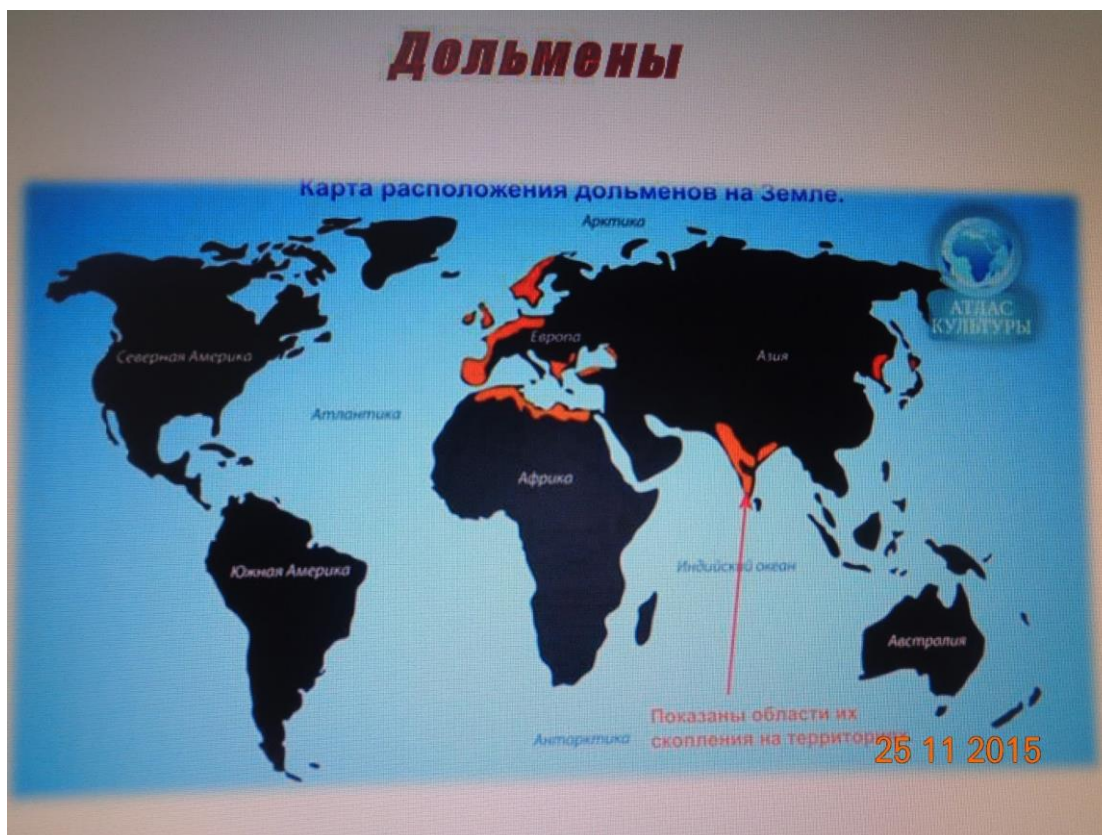 Дольмены
Карта расположения дольменов на Земле.
Арктика
АТЛАС
КУЛЬТУРЫ
Северная Америка
Европа
Азия
Атлантика
Африка
Южная Америка
Индийский океан
Австралия
Показаны области их
Антарктика
скопления на территории
25 11 2015